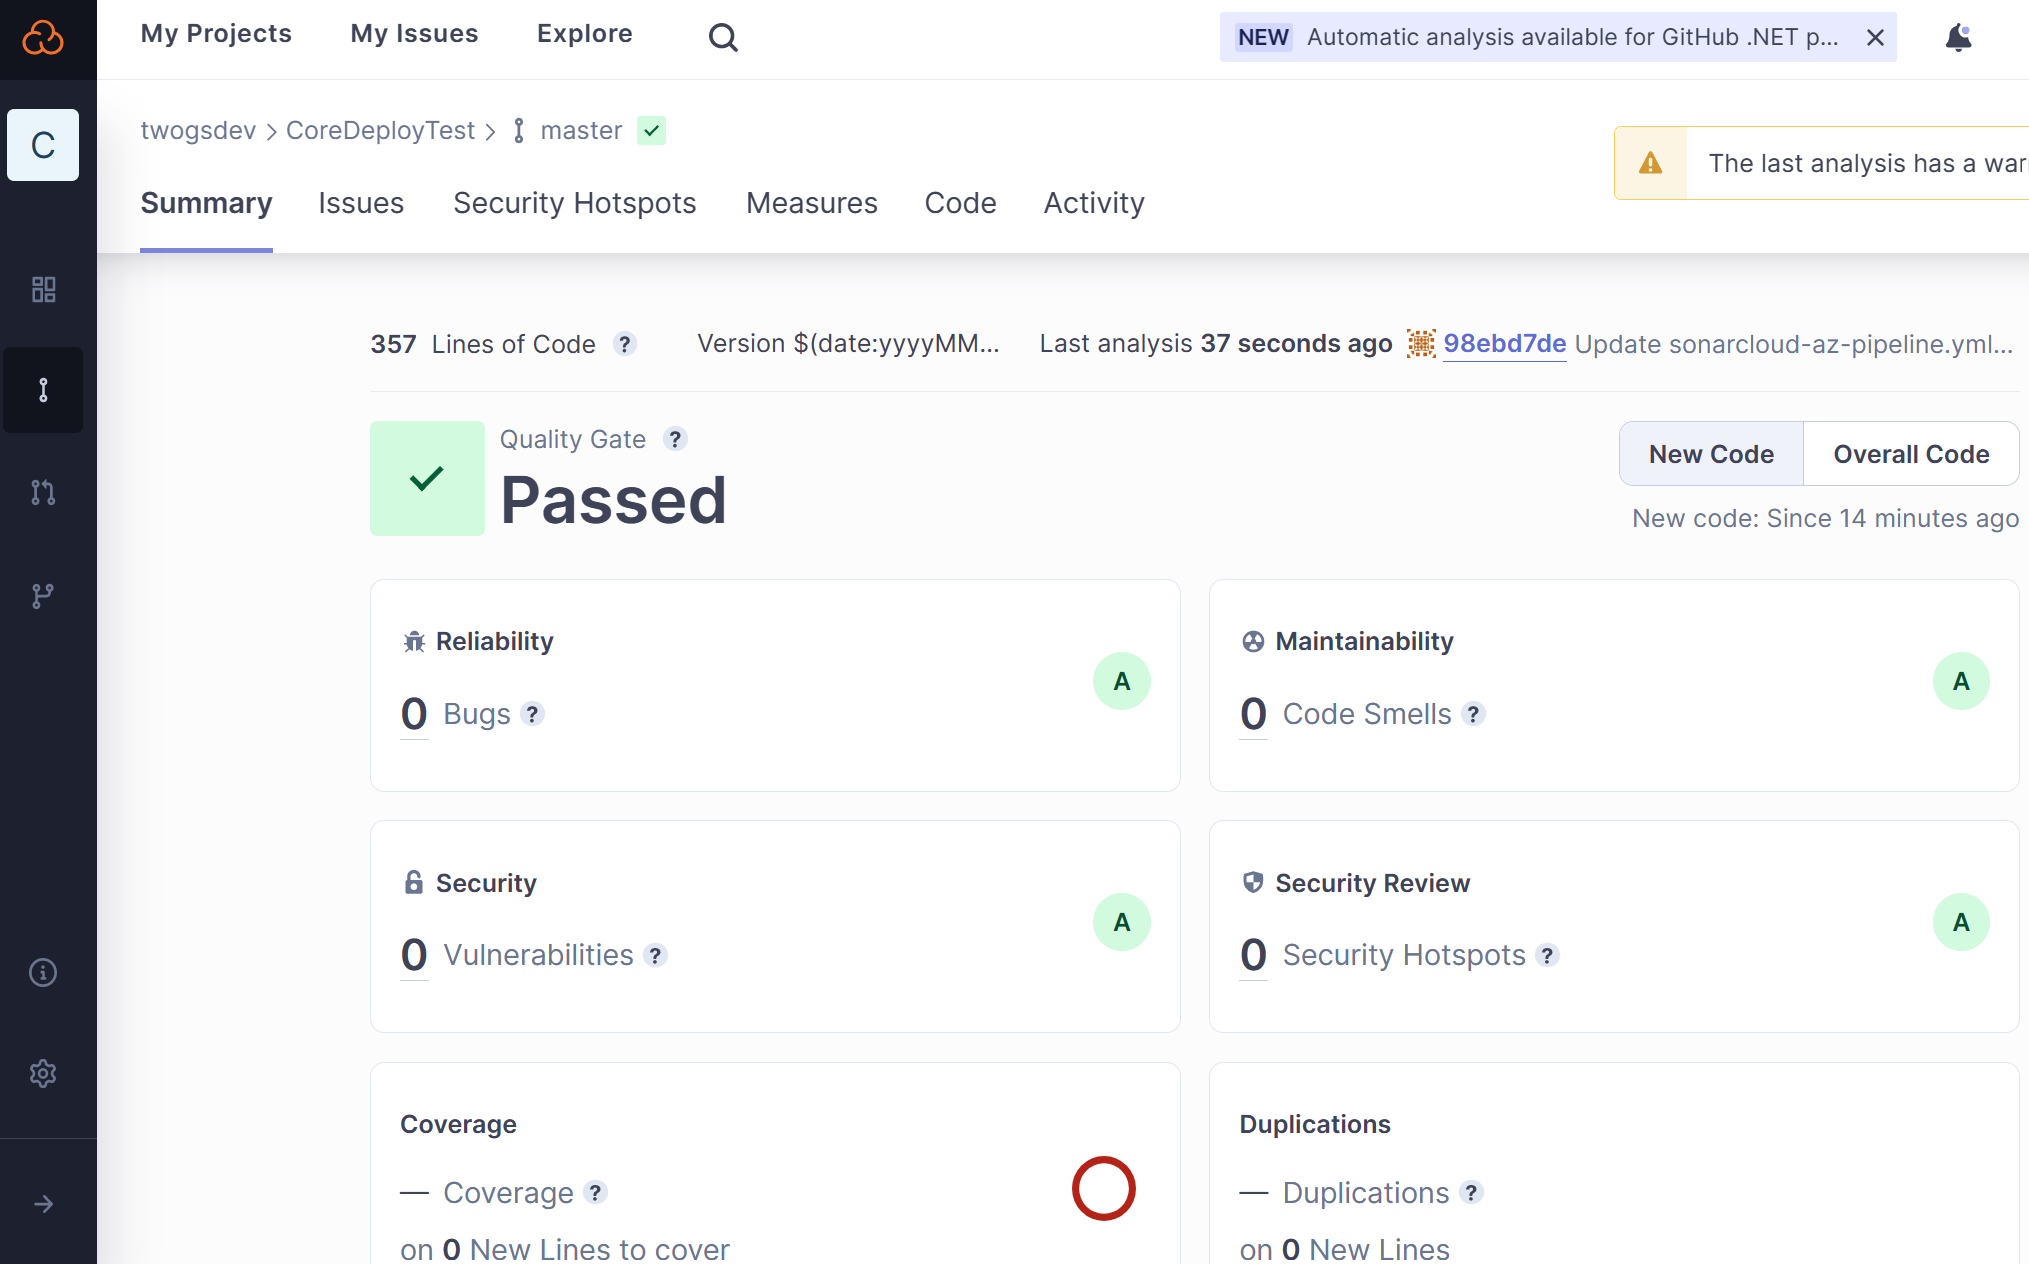 My Projects My Issues Explore
NEW Automatic analysis available for GitHub .NET p...
C
twogsdev > CoreDeployTest > master
The last analysis has a war
Summary Issues Security Hotspots Measures Code Activity
357 Lines of Code ? Version $(date:yyyyMM... Last analysis 37 seconds ago 98ebd7de Update sonarcloud-az-pipeline.yml...
Quality Gate ?
Passed
New Code Overall Code
New code: Since 14 minutes ago
Reliability
0 Bugs ?
A
Maintainability
0 Code Smells ?
A
Security
0 Vulnerabilities ?
A
Security Review
0 Security Hotspots ?
A
Coverage
— Coverage ?
on 0 New Lines to cover
Duplications
— Duplications ?
on 0 New Lines